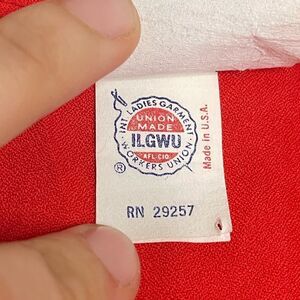 INT'L LADIES GARMENT
WORKERS UNION
UNION
MADE
ILGWU
AFL-CIO
®
Made in U.S.A.
RN 29257